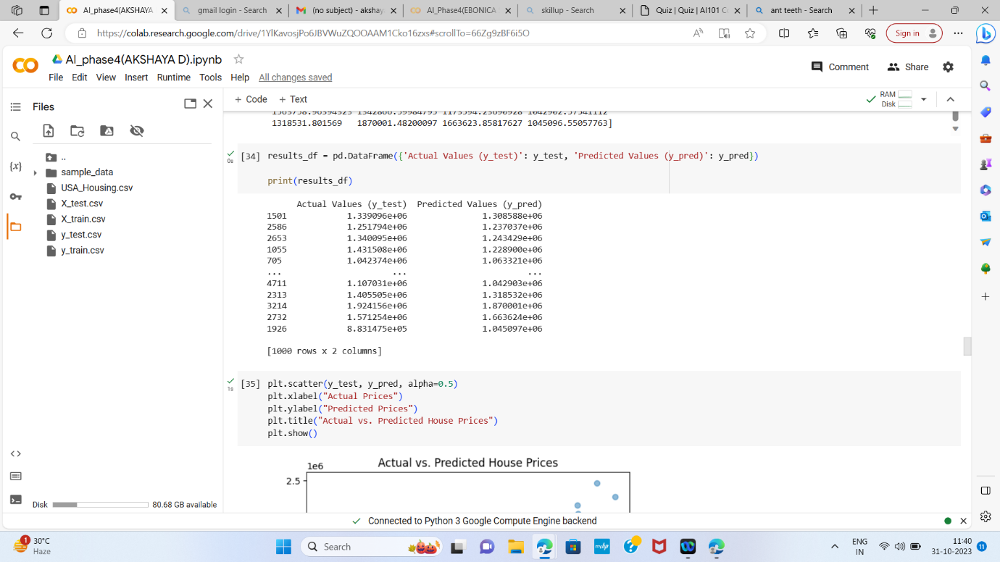 AI_phase4(AKSHAYA
gmail login - Search
(no subject) - akshay
AI_Phase4(EBONICA
skillup - Search
Quiz | Quiz | AI101 C
ant teeth - Search
https://colab.research.google.com/drive/1YlKavosjPo6JBVWuZQOOAAM1Cko16zxs#scrollTo=66Zg9zBF6i5O
Sign in
AI_phase4(AKSHAYA D).ipynb
File Edit View Insert Runtime Tools Help All changes saved
Comment
Share
Files
+ Code + Text
RAM
Disk
..
sample_data
USA_Housing.csv
X_test.csv
X_train.csv
y_test.csv
y_train.csv
Disk
80.68 GB available
1318531.801569 1870001.48200097 1663623.85817627 1045096.55057763]
0s
[34] results_df = pd.DataFrame({'Actual Values (y_test)': y_test, 'Predicted Values (y_pred)': y_pred})
print(results_df)
Actual Values (y_test) Predicted Values (y_pred)
1501 1.339096e+06 1.308588e+06
2586 1.251794e+06 1.237037e+06
2653 1.340095e+06 1.243429e+06
1055 1.431508e+06 1.228900e+06
705 1.042374e+06 1.063321e+06
... ... ...
4711 1.107031e+06 1.042903e+06
2313 1.405505e+06 1.318532e+06
3214 1.924156e+06 1.870001e+06
2732 1.571254e+06 1.663624e+06
1926 8.831475e+05 1.045097e+06
[1000 rows x 2 columns]
1s
[35] plt.scatter(y_test, y_pred, alpha=0.5)
plt.xlabel("Actual Prices")
plt.ylabel("Predicted Prices")
plt.title("Actual vs. Predicted House Prices")
plt.show()
1e6
Actual vs. Predicted House Prices
2.5
Connected to Python 3 Google Compute Engine backend
1
30°C
Haze
Search
myhp
ENG
IN
11:40
31-10-2023
11